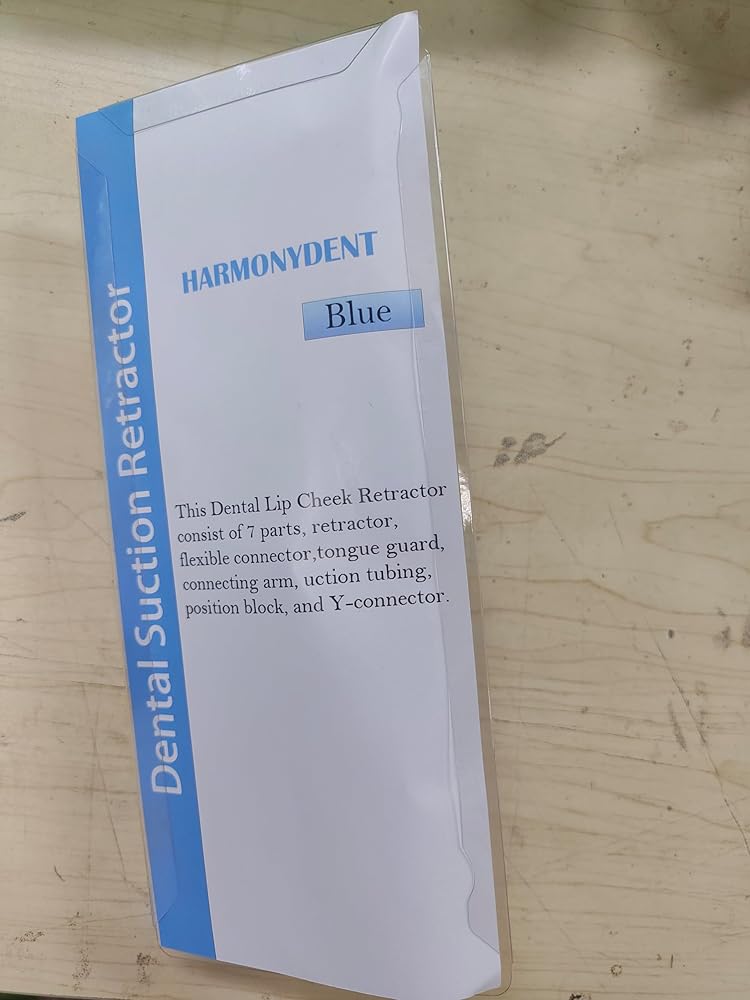 Dental Suction Retractor
HARMONYDENT
Blue
This Dental Lip Cheek Retractor
consist of 7 parts, retractor,
flexible connector,tongue guard,
connecting arm, uction tubing,
position block, and Y-connector.